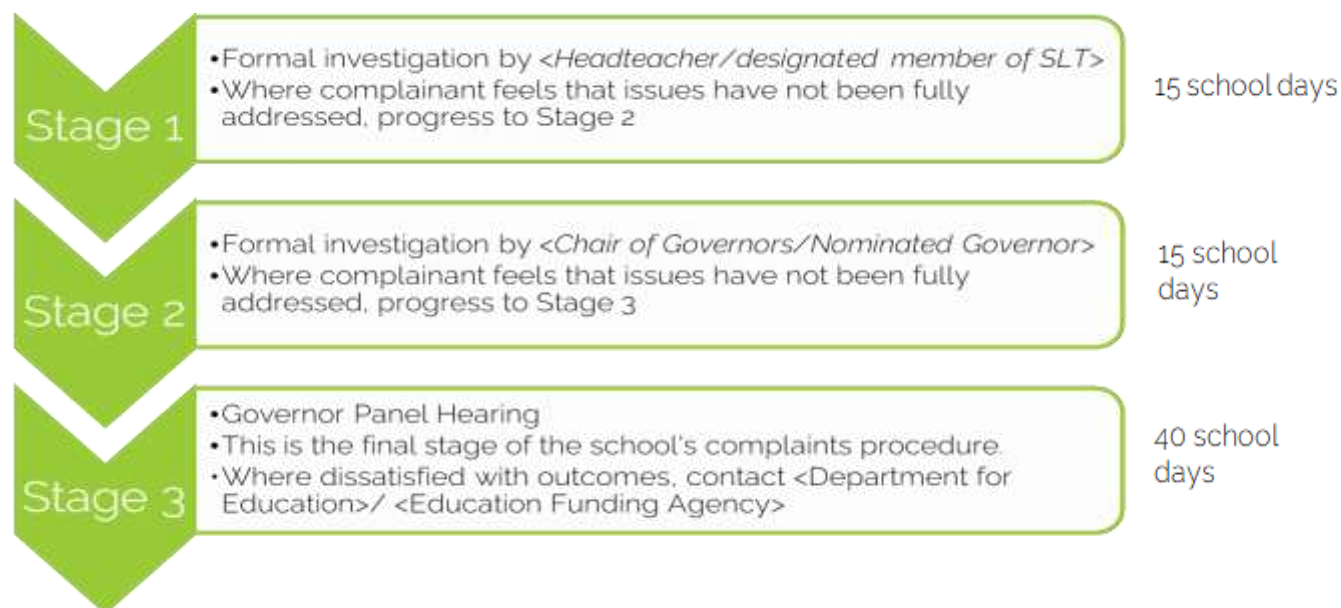 Stage 1
•Formal investigation by <Headteacher/designated member of SLT>
•Where complainant feels that issues have not been fully
addressed, progress to Stage 2
15 school days
Stage 2
•Formal investigation by <Chair of Governors/Nominated Governor>
•Where complainant feels that issues have not been fully
addressed, progress to Stage 3
15 school
days
Stage 3
•Governor Panel Hearing
•This is the final stage of the school's complaints procedure.
•Where dissatisfied with outcomes, contact <Department for
Education>/ <Education Funding Agency>
40 school
days